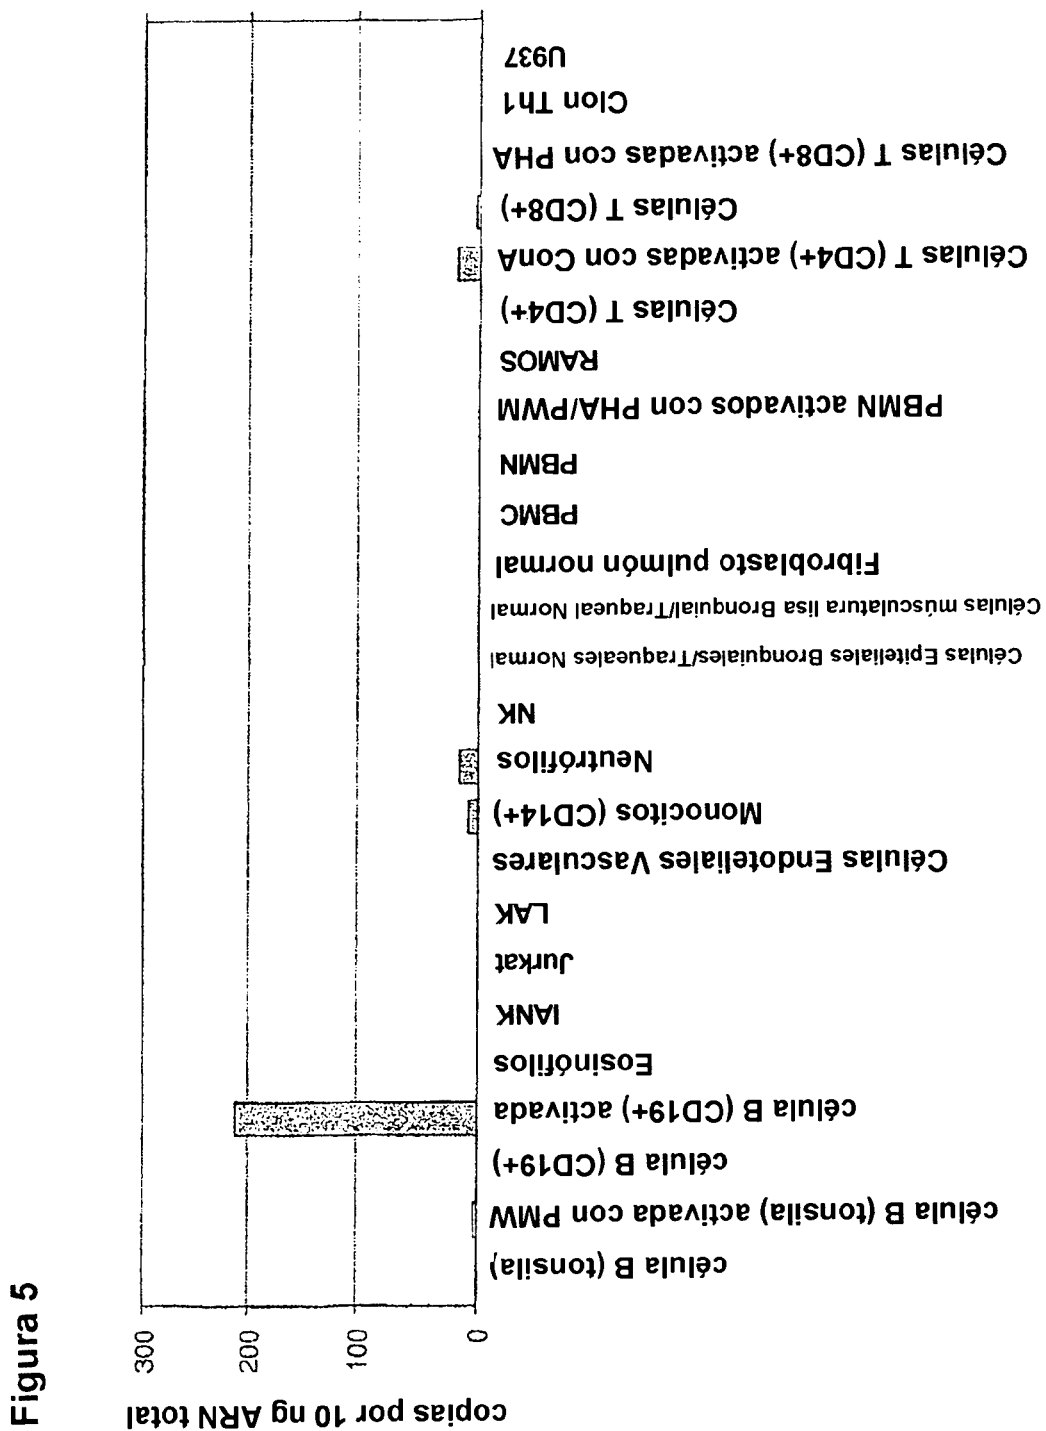 Figura 5
copias por 10 ng ARN total
300
200
100
0
célula B (tonsila)
célula B (tonsila) activada con PMW
célula B (CD19+)
célula B (CD19+) activada
Eosinófilos
IANK
Jurkat
LAK
Células Endoteliales Vasculares
Monocitos (CD14+)
Neutrófilos
NK
Células Epiteliales Bronquiales/Traqueales Normal
Células músculatura lisa Bronquial/Traqueal Normal
Fibroblasto pulmón normal
PBMC
PBMN
PBMN activados con PHA/PWM
RAMOS
Células T (CD4+)
Células T (CD4+) activadas con ConA
Células T (CD8+)
Células T (CD8+) activadas con PHA
Clon Th1
U937